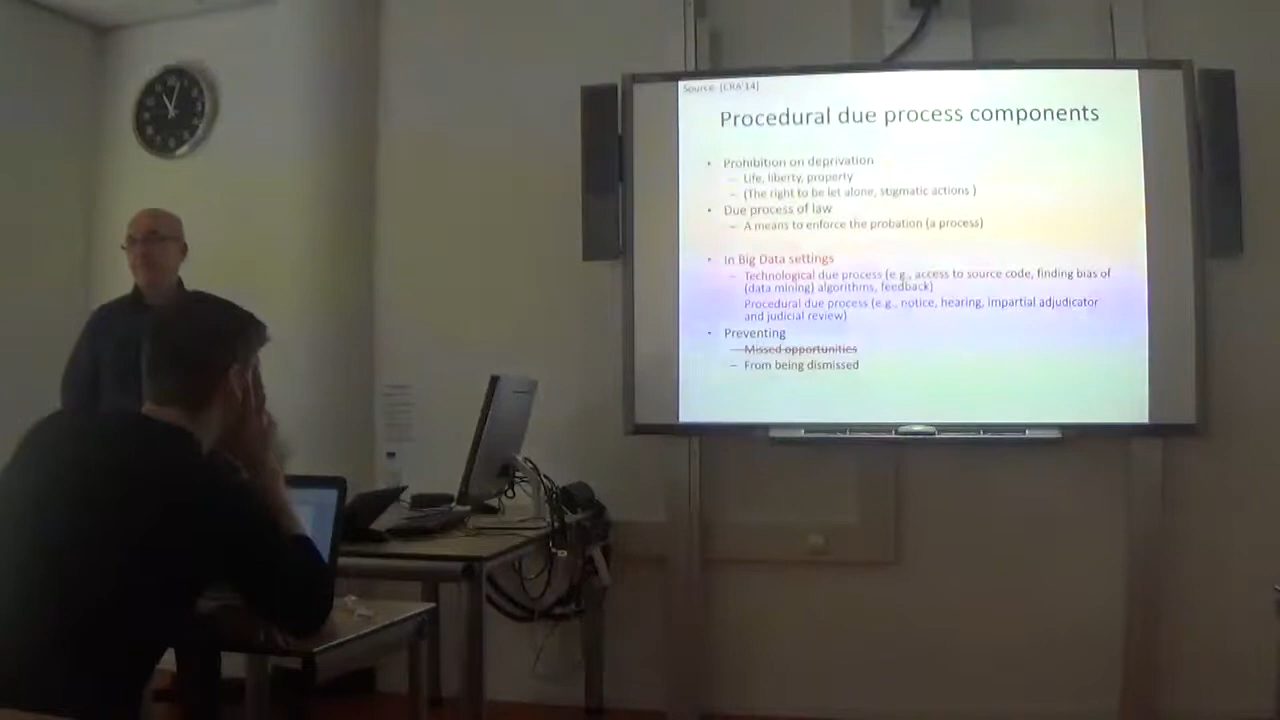 Source: [CRA'14]
Procedural due process components
• Prohibition on deprivation
– Life, liberty, property
– (The right to be let alone, stigmatic actions )
• Due process of law
– A means to enforce the probation (a process)
• In Big Data settings
– Technological due process (e.g., access to source code, finding bias of
(data mining) algorithms, feedback)
Procedural due process (e.g., notice, hearing, impartial adjudicator
and judicial review)
• Preventing
– Missed opportunities
– From being dismissed